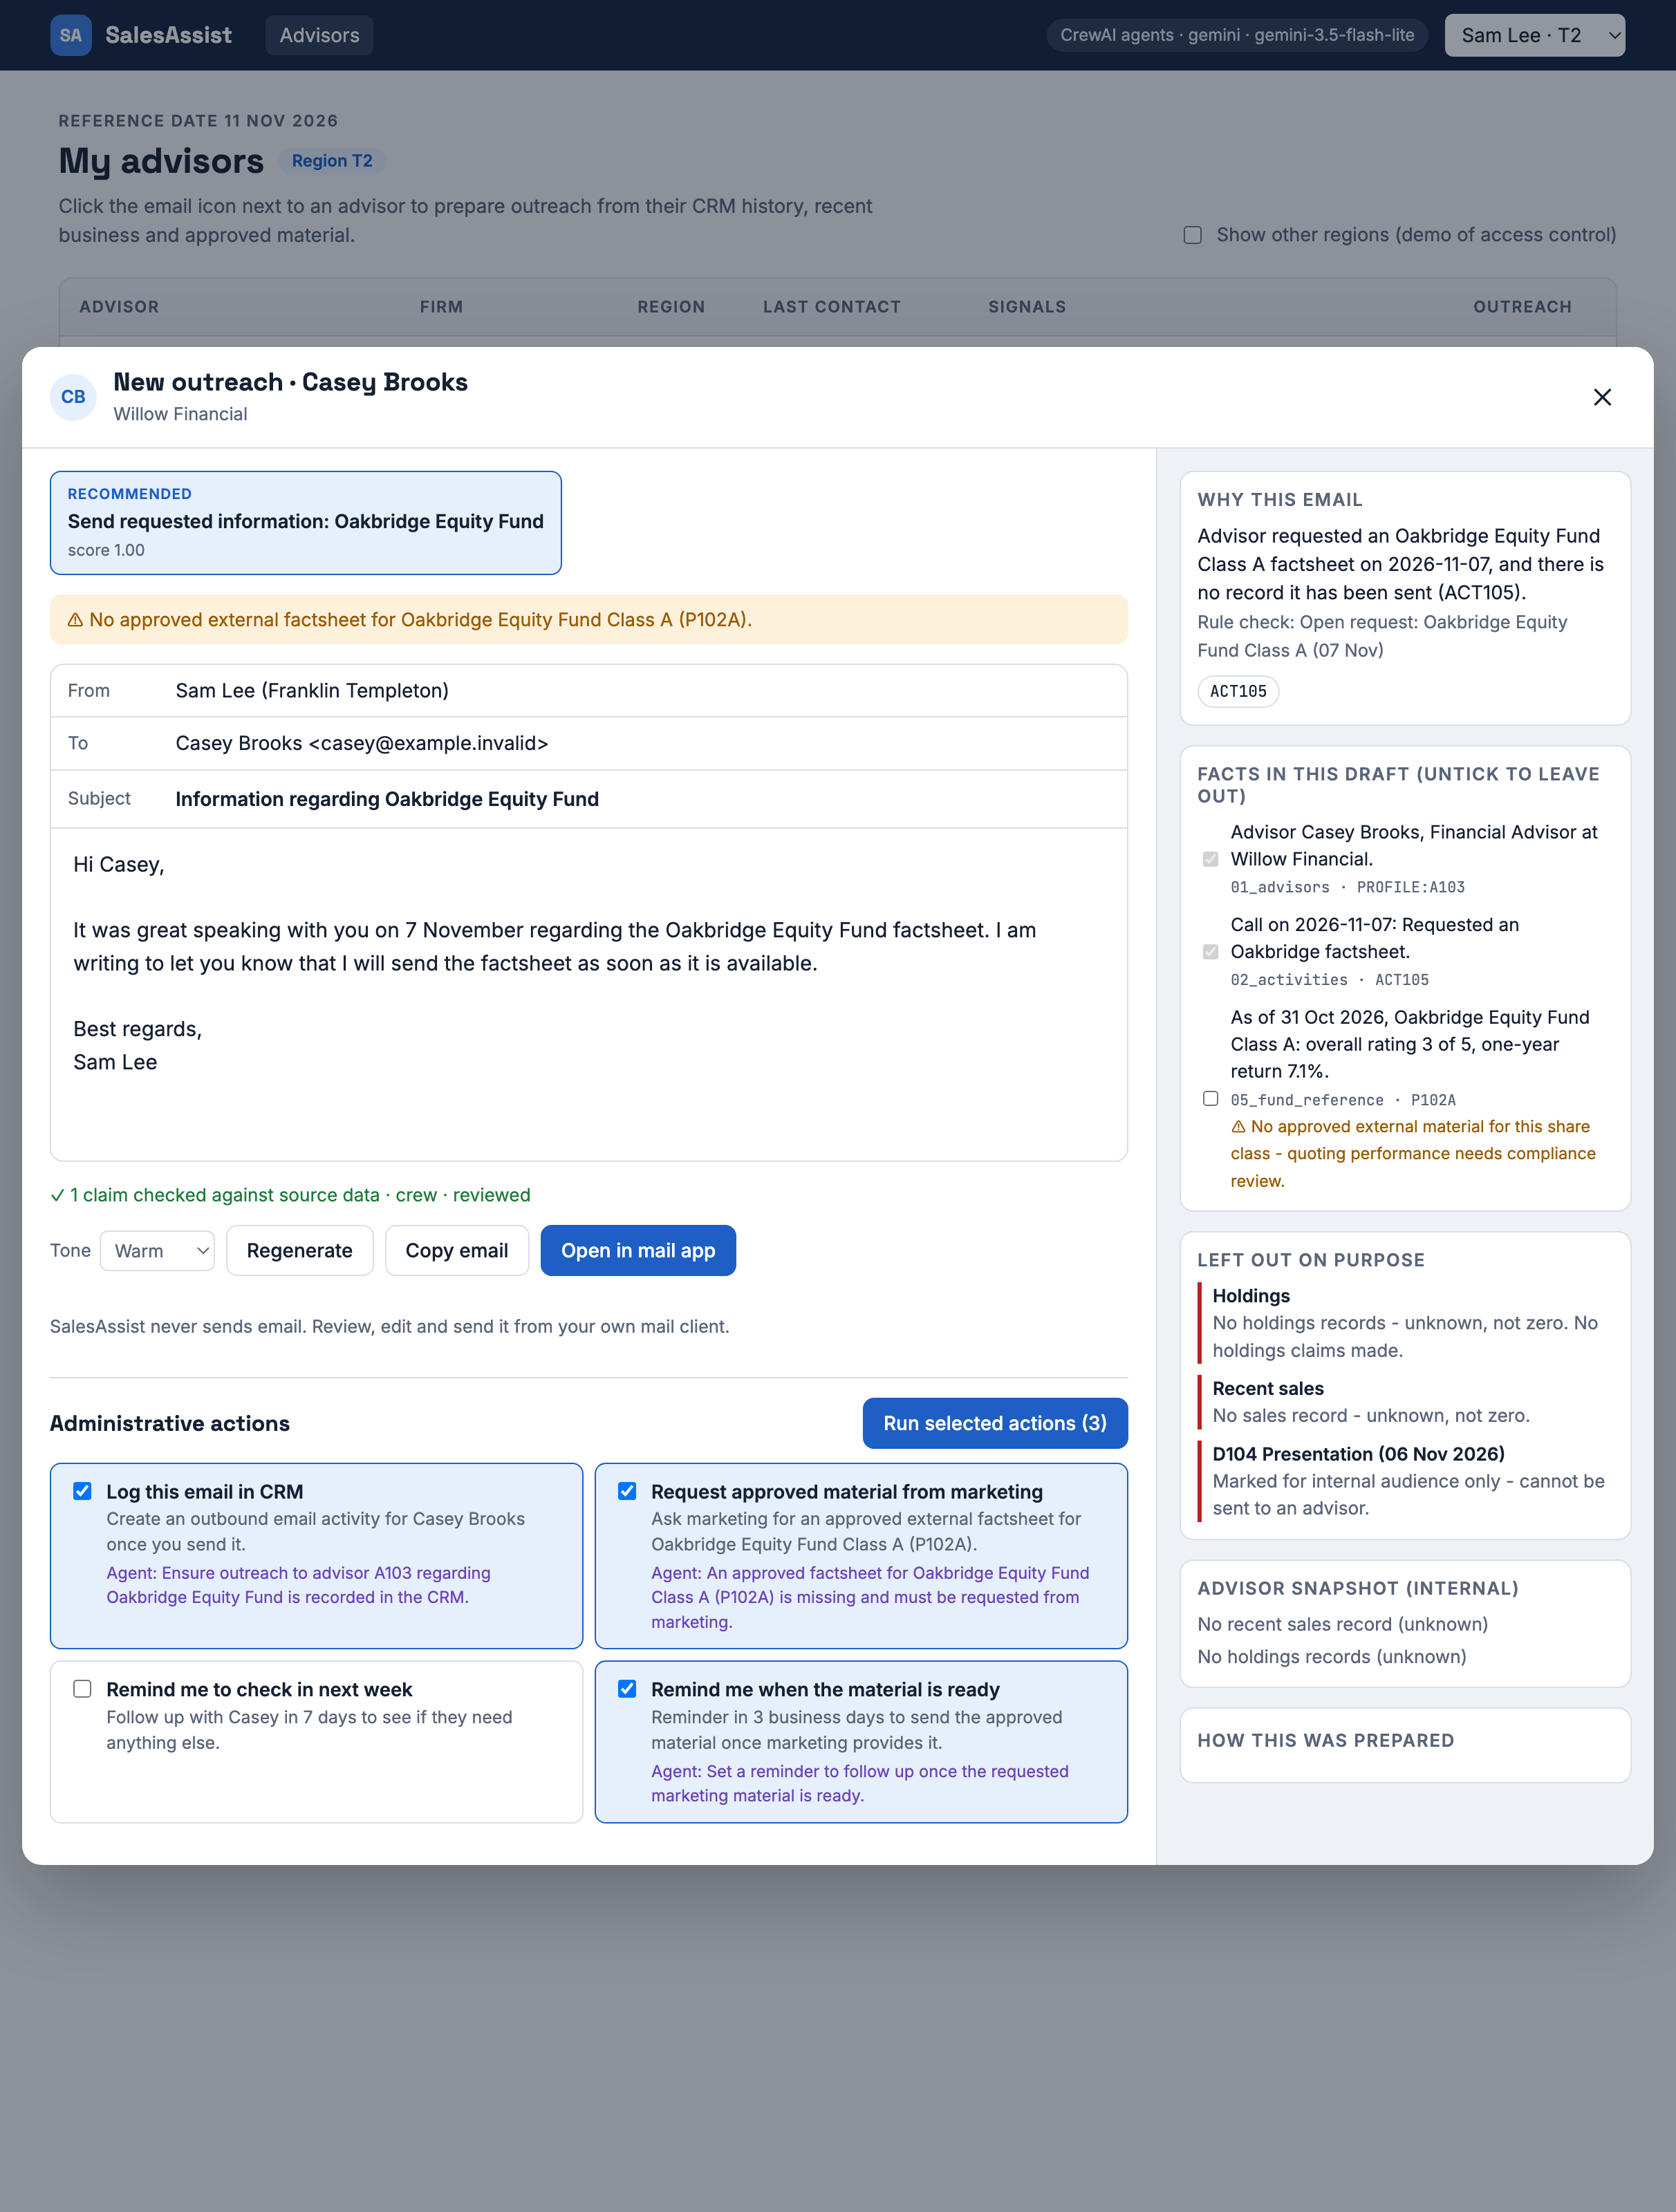 SA SalesAssist Advisors CrewAI agents · gemini · gemini-3.5-flash-lite Sam Lee · T2
REFERENCE DATE 11 NOV 2026
My advisors Region T2
Click the email icon next to an advisor to prepare outreach from their CRM history, recent
business and approved material.
Show other regions (demo of access control)
ADVISOR FIRM REGION LAST CONTACT SIGNALS OUTREACH
CB
New outreach · Casey Brooks
Willow Financial
RECOMMENDED
Send requested information: Oakbridge Equity Fund
score 1.00
⚠ No approved external factsheet for Oakbridge Equity Fund Class A (P102A).
From Sam Lee (Franklin Templeton)
To Casey Brooks <casey@example.invalid>
Subject Information regarding Oakbridge Equity Fund
Hi Casey,
It was great speaking with you on 7 November regarding the Oakbridge Equity Fund factsheet. I am
writing to let you know that I will send the factsheet as soon as it is available.
Best regards,
Sam Lee
✓ 1 claim checked against source data · crew · reviewed
Tone Warm Regenerate Copy email Open in mail app
SalesAssist never sends email. Review, edit and send it from your own mail client.
Administrative actions
Run selected actions (3)
Log this email in CRM
Create an outbound email activity for Casey Brooks
once you send it.
Agent: Ensure outreach to advisor A103 regarding
Oakbridge Equity Fund is recorded in the CRM.
Request approved material from marketing
Ask marketing for an approved external factsheet for
Oakbridge Equity Fund Class A (P102A).
Agent: An approved factsheet for Oakbridge Equity Fund
Class A (P102A) is missing and must be requested from
marketing.
Remind me to check in next week
Follow up with Casey in 7 days to see if they need
anything else.
Remind me when the material is ready
Reminder in 3 business days to send the approved
material once marketing provides it.
Agent: Set a reminder to follow up once the requested
marketing material is ready.
WHY THIS EMAIL
Advisor requested an Oakbridge Equity Fund
Class A factsheet on 2026-11-07, and there is
no record it has been sent (ACT105).
Rule check: Open request: Oakbridge Equity
Fund Class A (07 Nov)
ACT105
FACTS IN THIS DRAFT (UNTICK TO LEAVE
OUT)
Advisor Casey Brooks, Financial Advisor at
Willow Financial.
01_advisors · PROFILE:A103
Call on 2026-11-07: Requested an
Oakbridge factsheet.
02_activities · ACT105
As of 31 Oct 2026, Oakbridge Equity Fund
Class A: overall rating 3 of 5, one-year
return 7.1%.
05_fund_reference · P102A
⚠ No approved external material for this share
class - quoting performance needs compliance
review.
LEFT OUT ON PURPOSE
Holdings
No holdings records - unknown, not zero. No
holdings claims made.
Recent sales
No sales record - unknown, not zero.
D104 Presentation (06 Nov 2026)
Marked for internal audience only - cannot be
sent to an advisor.
ADVISOR SNAPSHOT (INTERNAL)
No recent sales record (unknown)
No holdings records (unknown)
HOW THIS WAS PREPARED